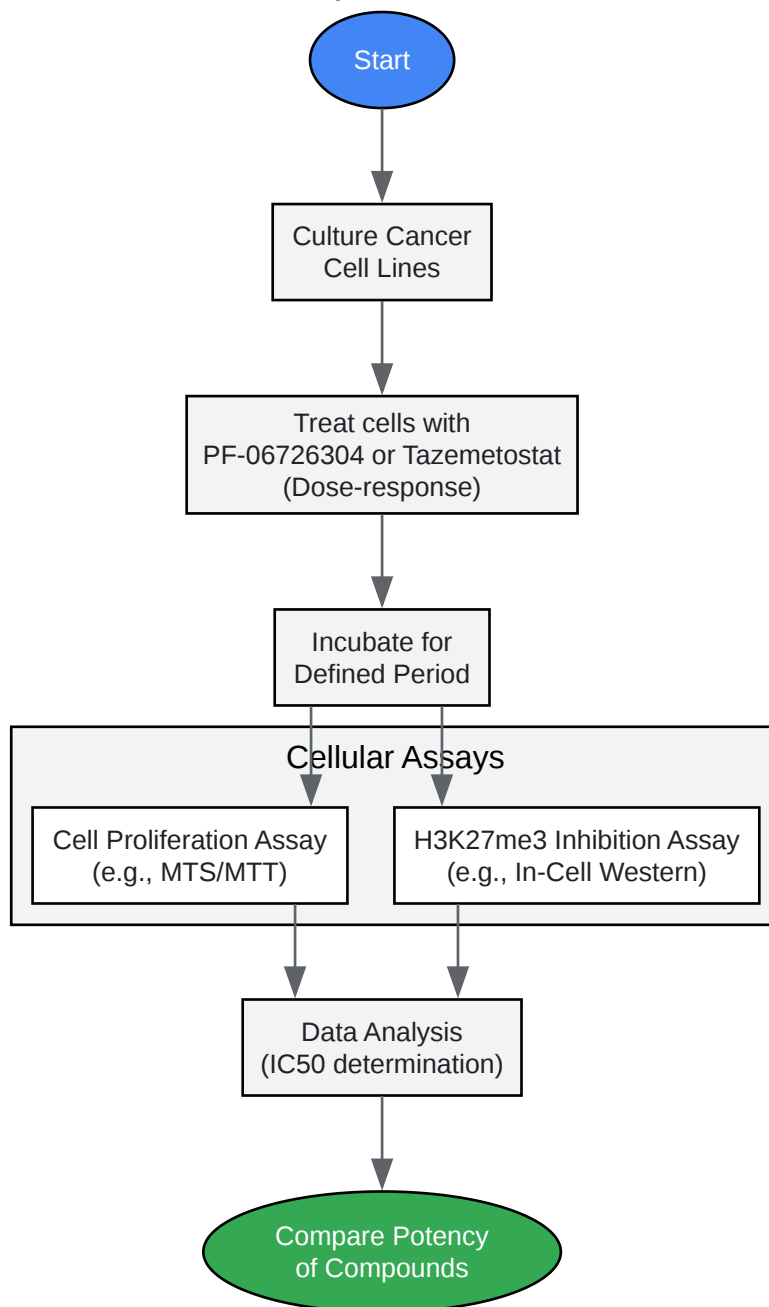 Start
Culture Cancer
Cell Lines
Treat cells with
PF-06726304 or Tazemetostat
(Dose-response)
Incubate for
Defined Period
Cellular Assays
Cell Proliferation Assay
(e.g., MTS/MTT)
H3K27me3 Inhibition Assay
(e.g., In-Cell Western)
Data Analysis
(IC50 determination)
Compare Potency
of Compounds